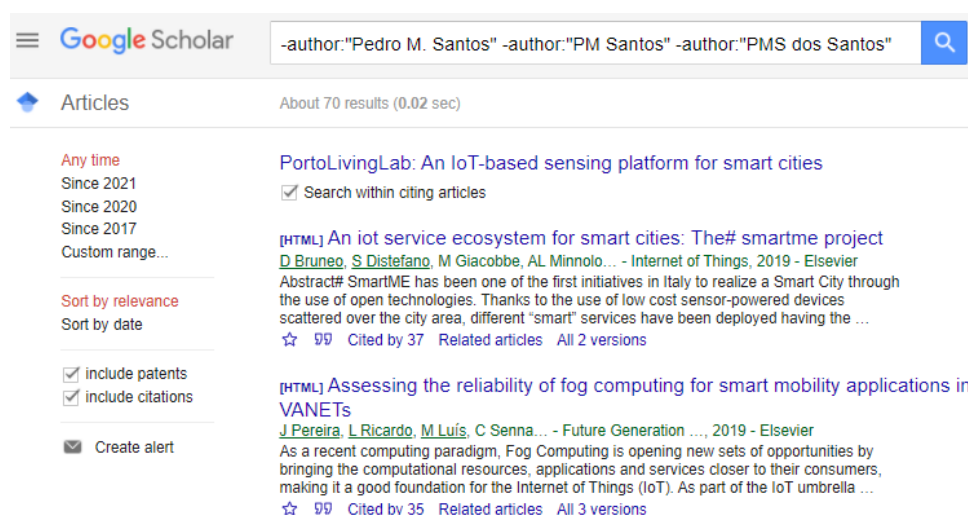 Google Scholar
-author:"Pedro M. Santos" -author:"PM Santos" -author:"PMS dos Santos"
Articles
About 70 results (0.02 sec)
Any time
Since 2021
Since 2020
Since 2017
Custom range...
Sort by relevance
Sort by date
include patents
include citations
Create alert
PortoLivingLab: An IoT-based sensing platform for smart cities
Search within citing articles
[HTML] An iot service ecosystem for smart cities: The# smartme project
D Bruneo, S Distefano, M Giacobbe, AL Minnolo... - Internet of Things, 2019 - Elsevier
Abstract# SmartME has been one of the first initiatives in Italy to realize a Smart City through
the use of open technologies. Thanks to the use of low cost sensor-powered devices
scattered over the city area, different “smart” services have been deployed having the …
Cited by 37 Related articles All 2 versions
[HTML] Assessing the reliability of fog computing for smart mobility applications in
VANETs
J Pereira, L Ricardo, M Luís, C Senna... - Future Generation …, 2019 - Elsevier
As a recent computing paradigm, Fog Computing is opening new sets of opportunities by
bringing the computational resources, applications and services closer to their consumers,
making it a good foundation for the Internet of Things (IoT). As part of the IoT umbrella …
Cited by 35 Related articles All 3 versions